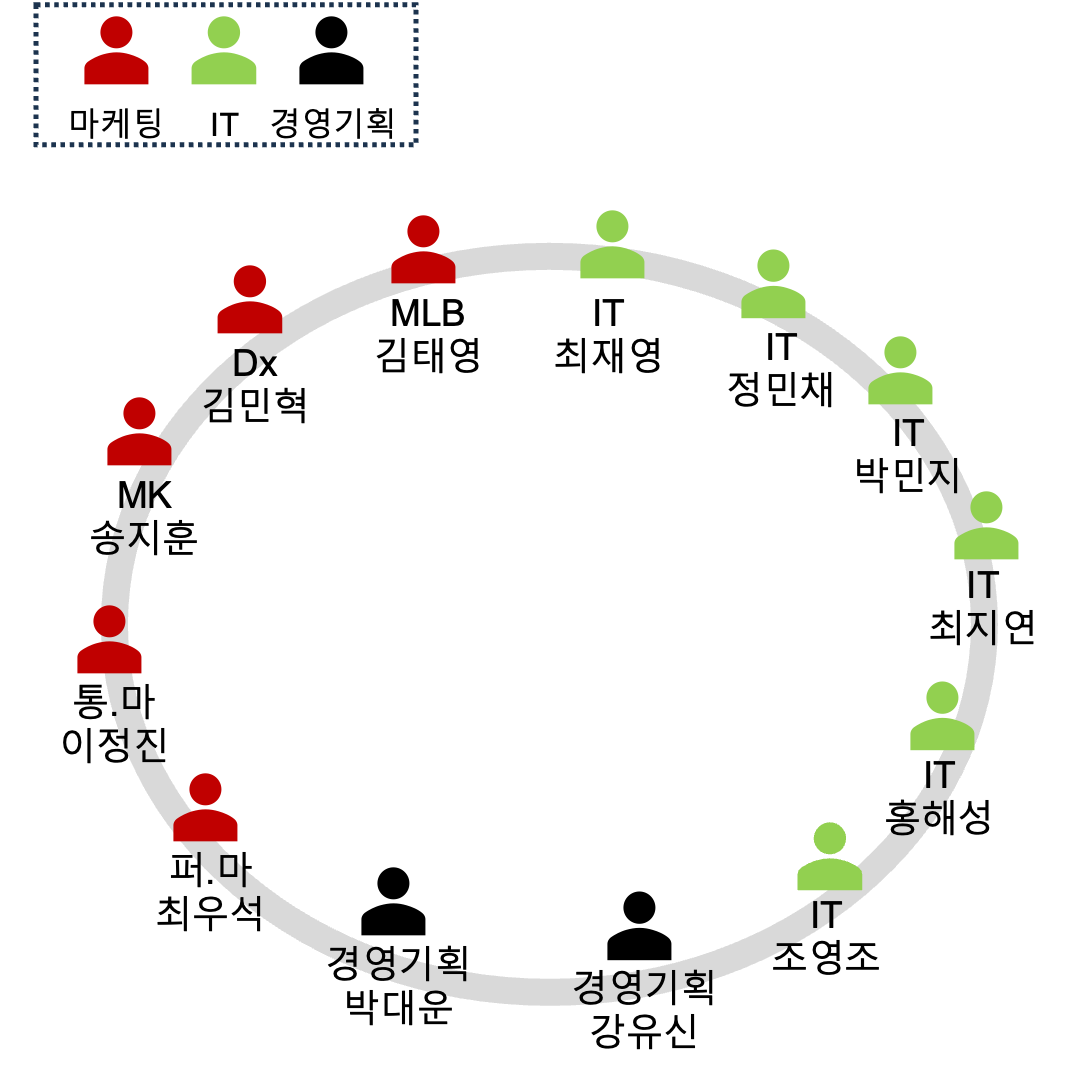 마케팅 IT 경영기획
MLB
김태영
IT
최재영
IT
정민채
IT
박민지
IT
최지연
IT
홍해성
IT
조영조
경영기획
강유신
경영기획
박대운
퍼.마
최우석
통.마
이정진
MK
송지훈
Dx
김민혁